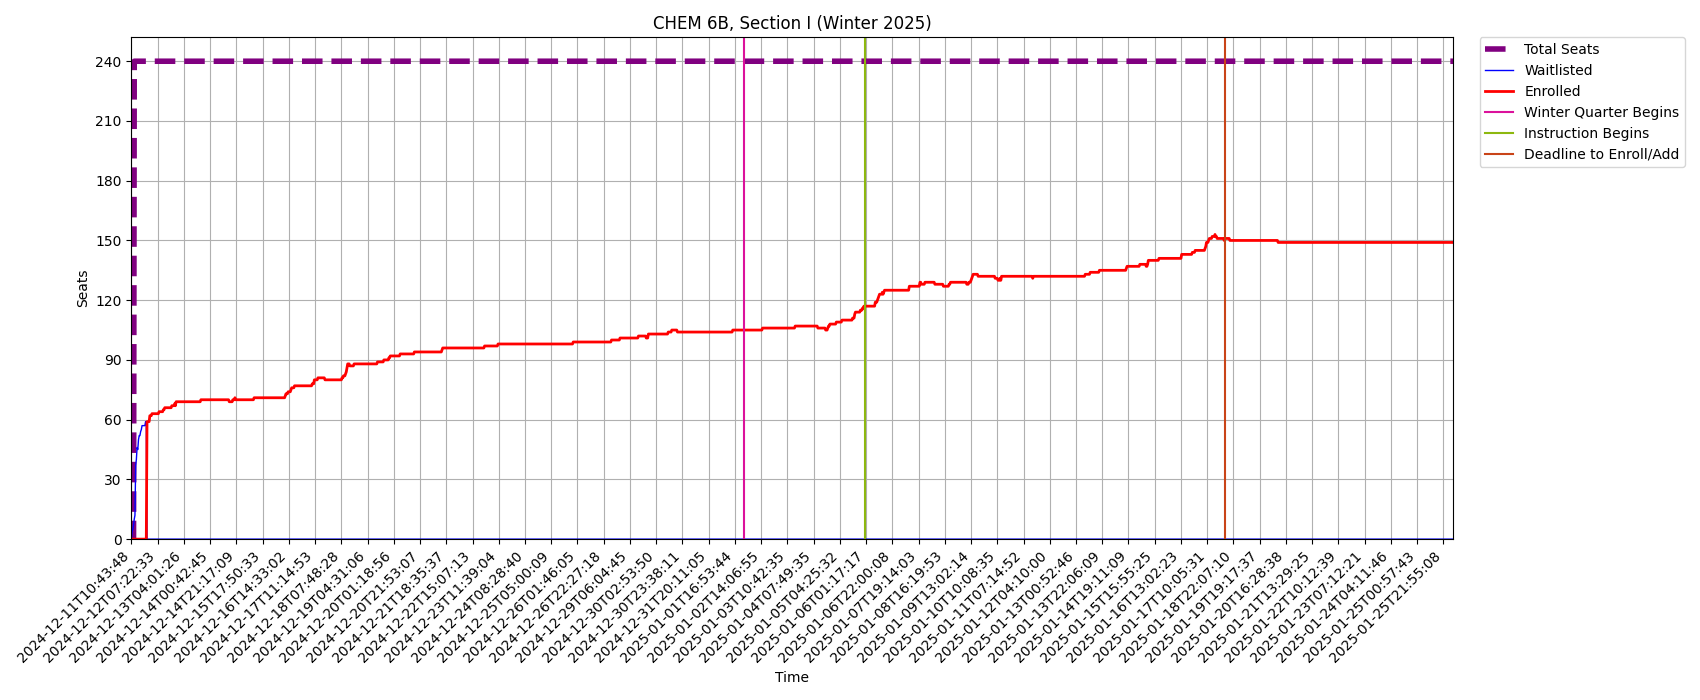 CHEM 6B, Section I (Winter 2025)
Total Seats
Waitlisted
Enrolled
Winter Quarter Begins
Instruction Begins
Deadline to Enroll/Add
Seats
240
210
180
150
120
90
60
30
0
2024-12-11T10:43:48
2024-12-12T07:22:33
2024-12-13T04:01:26
2024-12-14T00:42:45
2024-12-14T21:17:09
2024-12-15T17:50:33
2024-12-16T14:33:02
2024-12-17T11:14:53
2024-12-18T07:48:28
2024-12-19T04:31:06
2024-12-20T01:18:56
2024-12-20T21:53:07
2024-12-21T18:35:37
2024-12-22T15:07:13
2024-12-23T11:39:04
2024-12-24T08:28:40
2024-12-25T05:00:09
2024-12-26T01:46:05
2024-12-26T22:27:18
2024-12-29T06:04:45
2024-12-30T02:53:50
2024-12-30T23:38:11
2024-12-31T20:11:05
2025-01-01T16:53:44
2025-01-02T14:06:55
2025-01-03T10:42:35
2025-01-04T07:49:35
2025-01-05T04:25:32
2025-01-06T01:17:17
2025-01-06T22:00:08
2025-01-07T19:14:03
2025-01-08T16:19:53
2025-01-09T13:02:14
2025-01-10T10:08:35
2025-01-11T07:14:52
2025-01-12T04:10:00
2025-01-13T00:52:46
2025-01-13T22:06:09
2025-01-14T19:11:09
2025-01-15T15:55:25
2025-01-16T13:02:23
2025-01-17T10:05:31
2025-01-18T22:07:10
2025-01-19T19:17:37
2025-01-20T16:28:38
2025-01-21T13:29:25
2025-01-22T10:12:39
2025-01-23T07:12:21
2025-01-24T04:11:46
2025-01-25T00:57:43
2025-01-25T21:55:08
Time